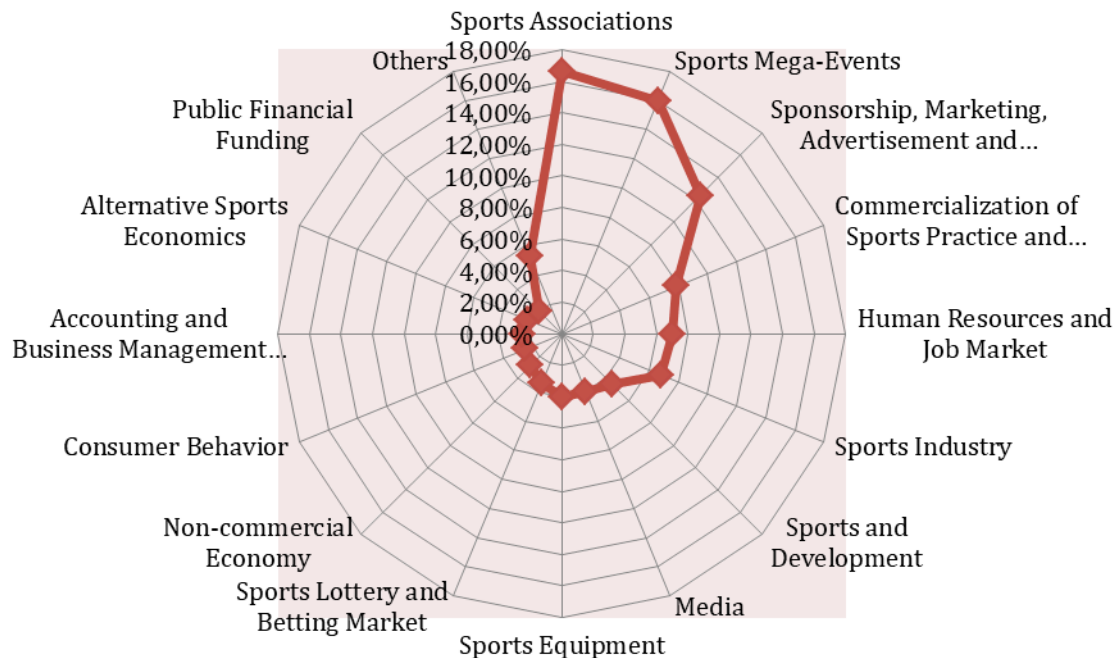 Sports Associations
18,00%
16,00%
14,00%
12,00%
10,00%
8,00%
6,00%
4,00%
2,00%
0,00%
Sports Mega-Events
Sponsorship, Marketing,
Advertisement and...
Commercialization of
Sports Practice and...
Human Resources and
Job Market
Sports Industry
Sports and
Development
Media
Sports Equipment
Sports Lottery and
Betting Market
Non-commercial
Economy
Consumer Behavior
Accounting and
Business Management...
Alternative Sports
Economics
Public Financial
Funding
Others